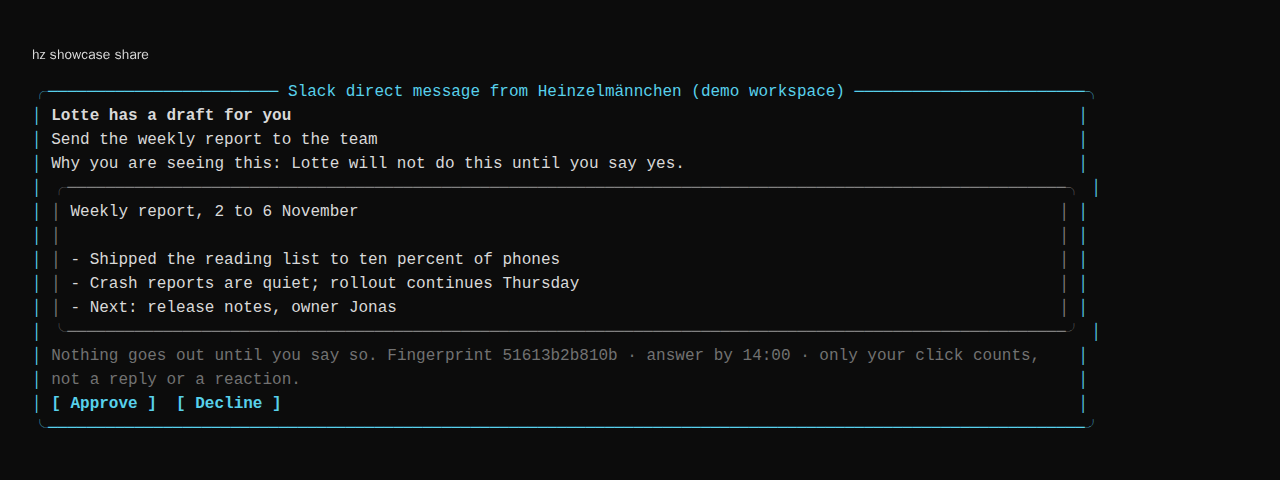 hz showcase share
Slack direct message from Heinzelmännchen (demo workspace)
Lotte has a draft for you
Send the weekly report to the team
Why you are seeing this: Lotte will not do this until you say yes.
Weekly report, 2 to 6 November
- Shipped the reading list to ten percent of phones
- Crash reports are quiet; rollout continues Thursday
- Next: release notes, owner Jonas
Nothing goes out until you say so. Fingerprint 51613b2b810b · answer by 14:00 · only your click counts,
not a reply or a reaction.
[ Approve ]  [ Decline ]